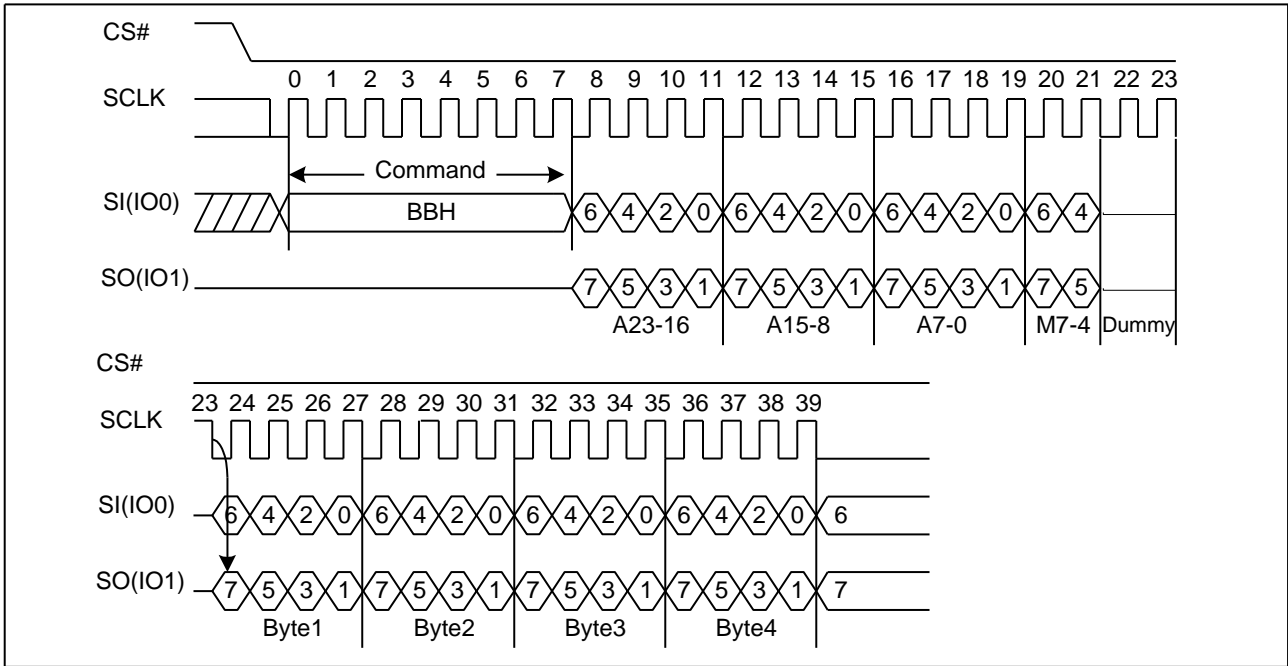 CS#
0 1 2 3 4 5 6 7 8 9 10 11 12 13 14 15 16 17 18 19 20 21 22 23
SCLK
Command
SI(IO0)
BBH
6 4 2 0 6 4 2 0 6 4 2 0 6 4
SO(IO1)
7 5 3 1 7 5 3 1 7 5 3 1 7 5
A23-16 A15-8 A7-0 M7-4 Dummy
CS#
23 24 25 26 27 28 29 30 31 32 33 34 35 36 37 38 39
SCLK
SI(IO0)
6 4 2 0 6 4 2 0 6 4 2 0 6 4 2 0 6
SO(IO1)
7 5 3 1 7 5 3 1 7 5 3 1 7 5 3 1 7
Byte1 Byte2 Byte3 Byte4